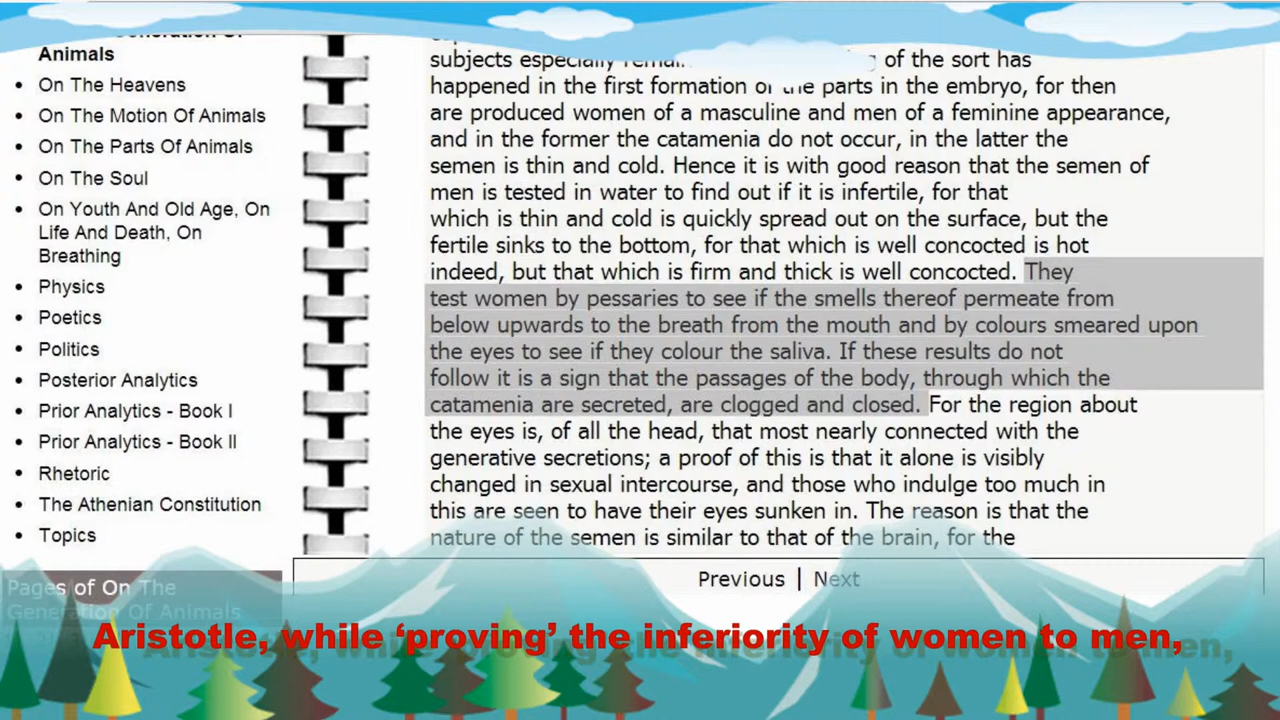 Animals
On The Heavens
On The Motion Of Animals
On The Parts Of Animals
On The Soul
On Youth And Old Age, On
Life And Death, On
Breathing
Physics
Poetics
Politics
Posterior Analytics
Prior Analytics - Book I
Prior Analytics - Book II
Rhetoric
The Athenian Constitution
Topics
Pages of On The
Generation Of Animals
subjects especially of the sort has
happened in the first formation of the parts in the embryo, for then
are produced women of a masculine and men of a feminine appearance,
and in the former the catamenia do not occur, in the latter the
semen is thin and cold. Hence it is with good reason that the semen of
men is tested in water to find out if it is infertile, for that
which is thin and cold is quickly spread out on the surface, but the
fertile sinks to the bottom, for that which is well concocted is hot
indeed, but that which is firm and thick is well concocted. They
test women by pessaries to see if the smells thereof permeate from
below upwards to the breath from the mouth and by colours smeared upon
the eyes to see if they colour the saliva. If these results do not
follow it is a sign that the passages of the body, through which the
catamenia are secreted, are clogged and closed. For the region about
the eyes is, of all the head, that most nearly connected with the
generative secretions; a proof of this is that it alone is visibly
changed in sexual intercourse, and those who indulge too much in
this are seen to have their eyes sunken in. The reason is that the
nature of the semen is similar to that of the brain, for the
Previous | Next
Aristotle, while ‘proving’ the inferiority of women to men,